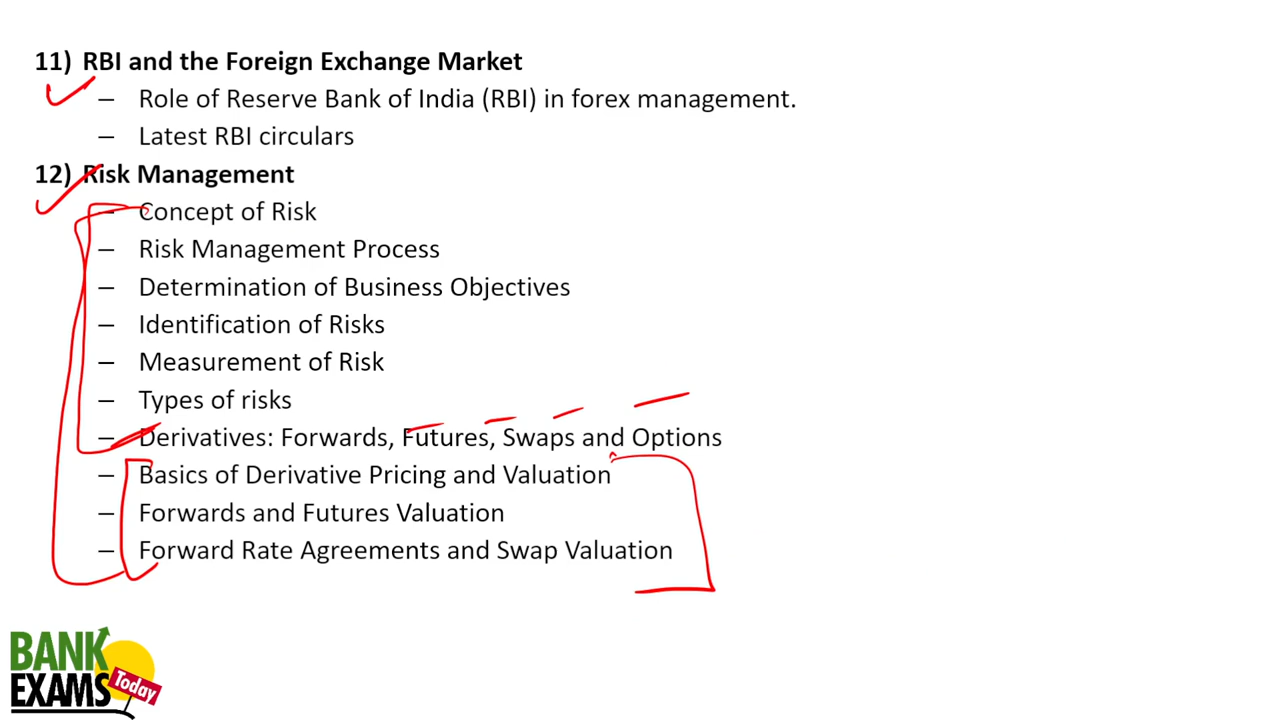 11) RBI and the Foreign Exchange Market
– Role of Reserve Bank of India (RBI) in forex management.
– Latest RBI circulars
12) Risk Management
– Concept of Risk
– Risk Management Process
– Determination of Business Objectives
– Identification of Risks
– Measurement of Risk
– Types of risks
– Derivatives: Forwards, Futures, Swaps and Options
– Basics of Derivative Pricing and Valuation
– Forwards and Futures Valuation
– Forward Rate Agreements and Swap Valuation
BANK
EXAMS
Today